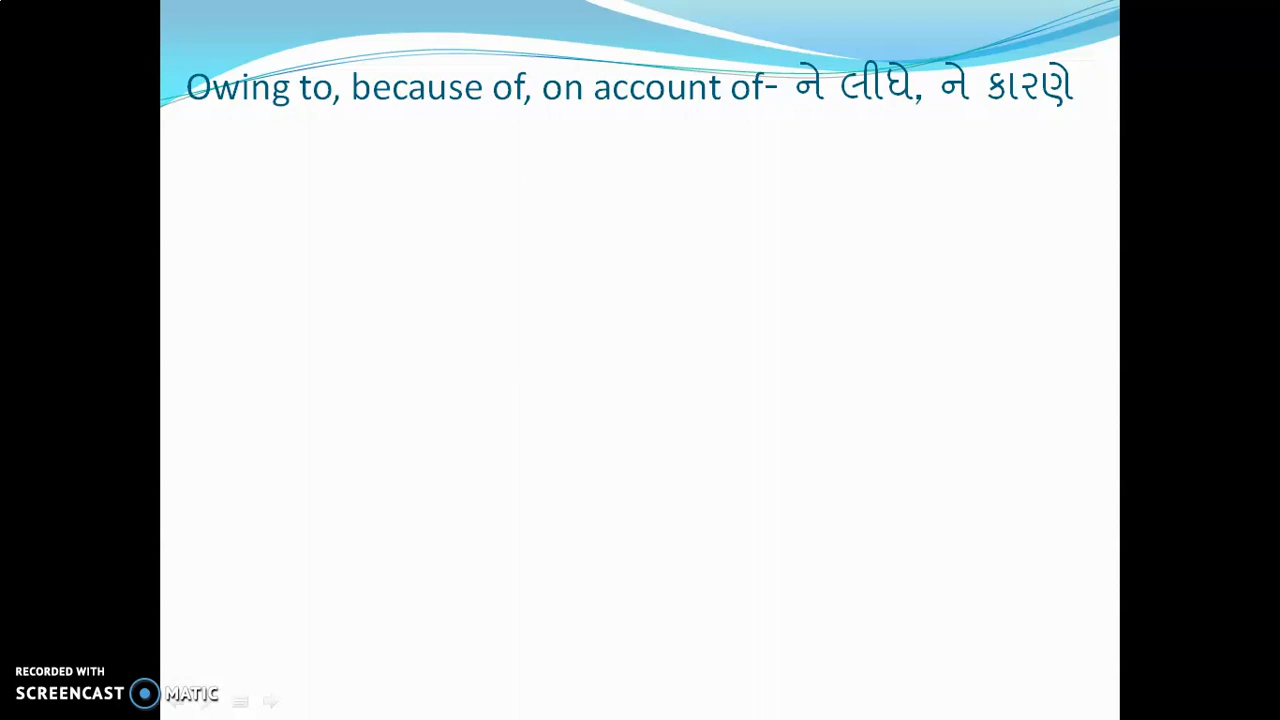 Owing to, because of, on account of- ને લીધે, ને કારણે
RECORDED WITH
SCREENCAST MATIC